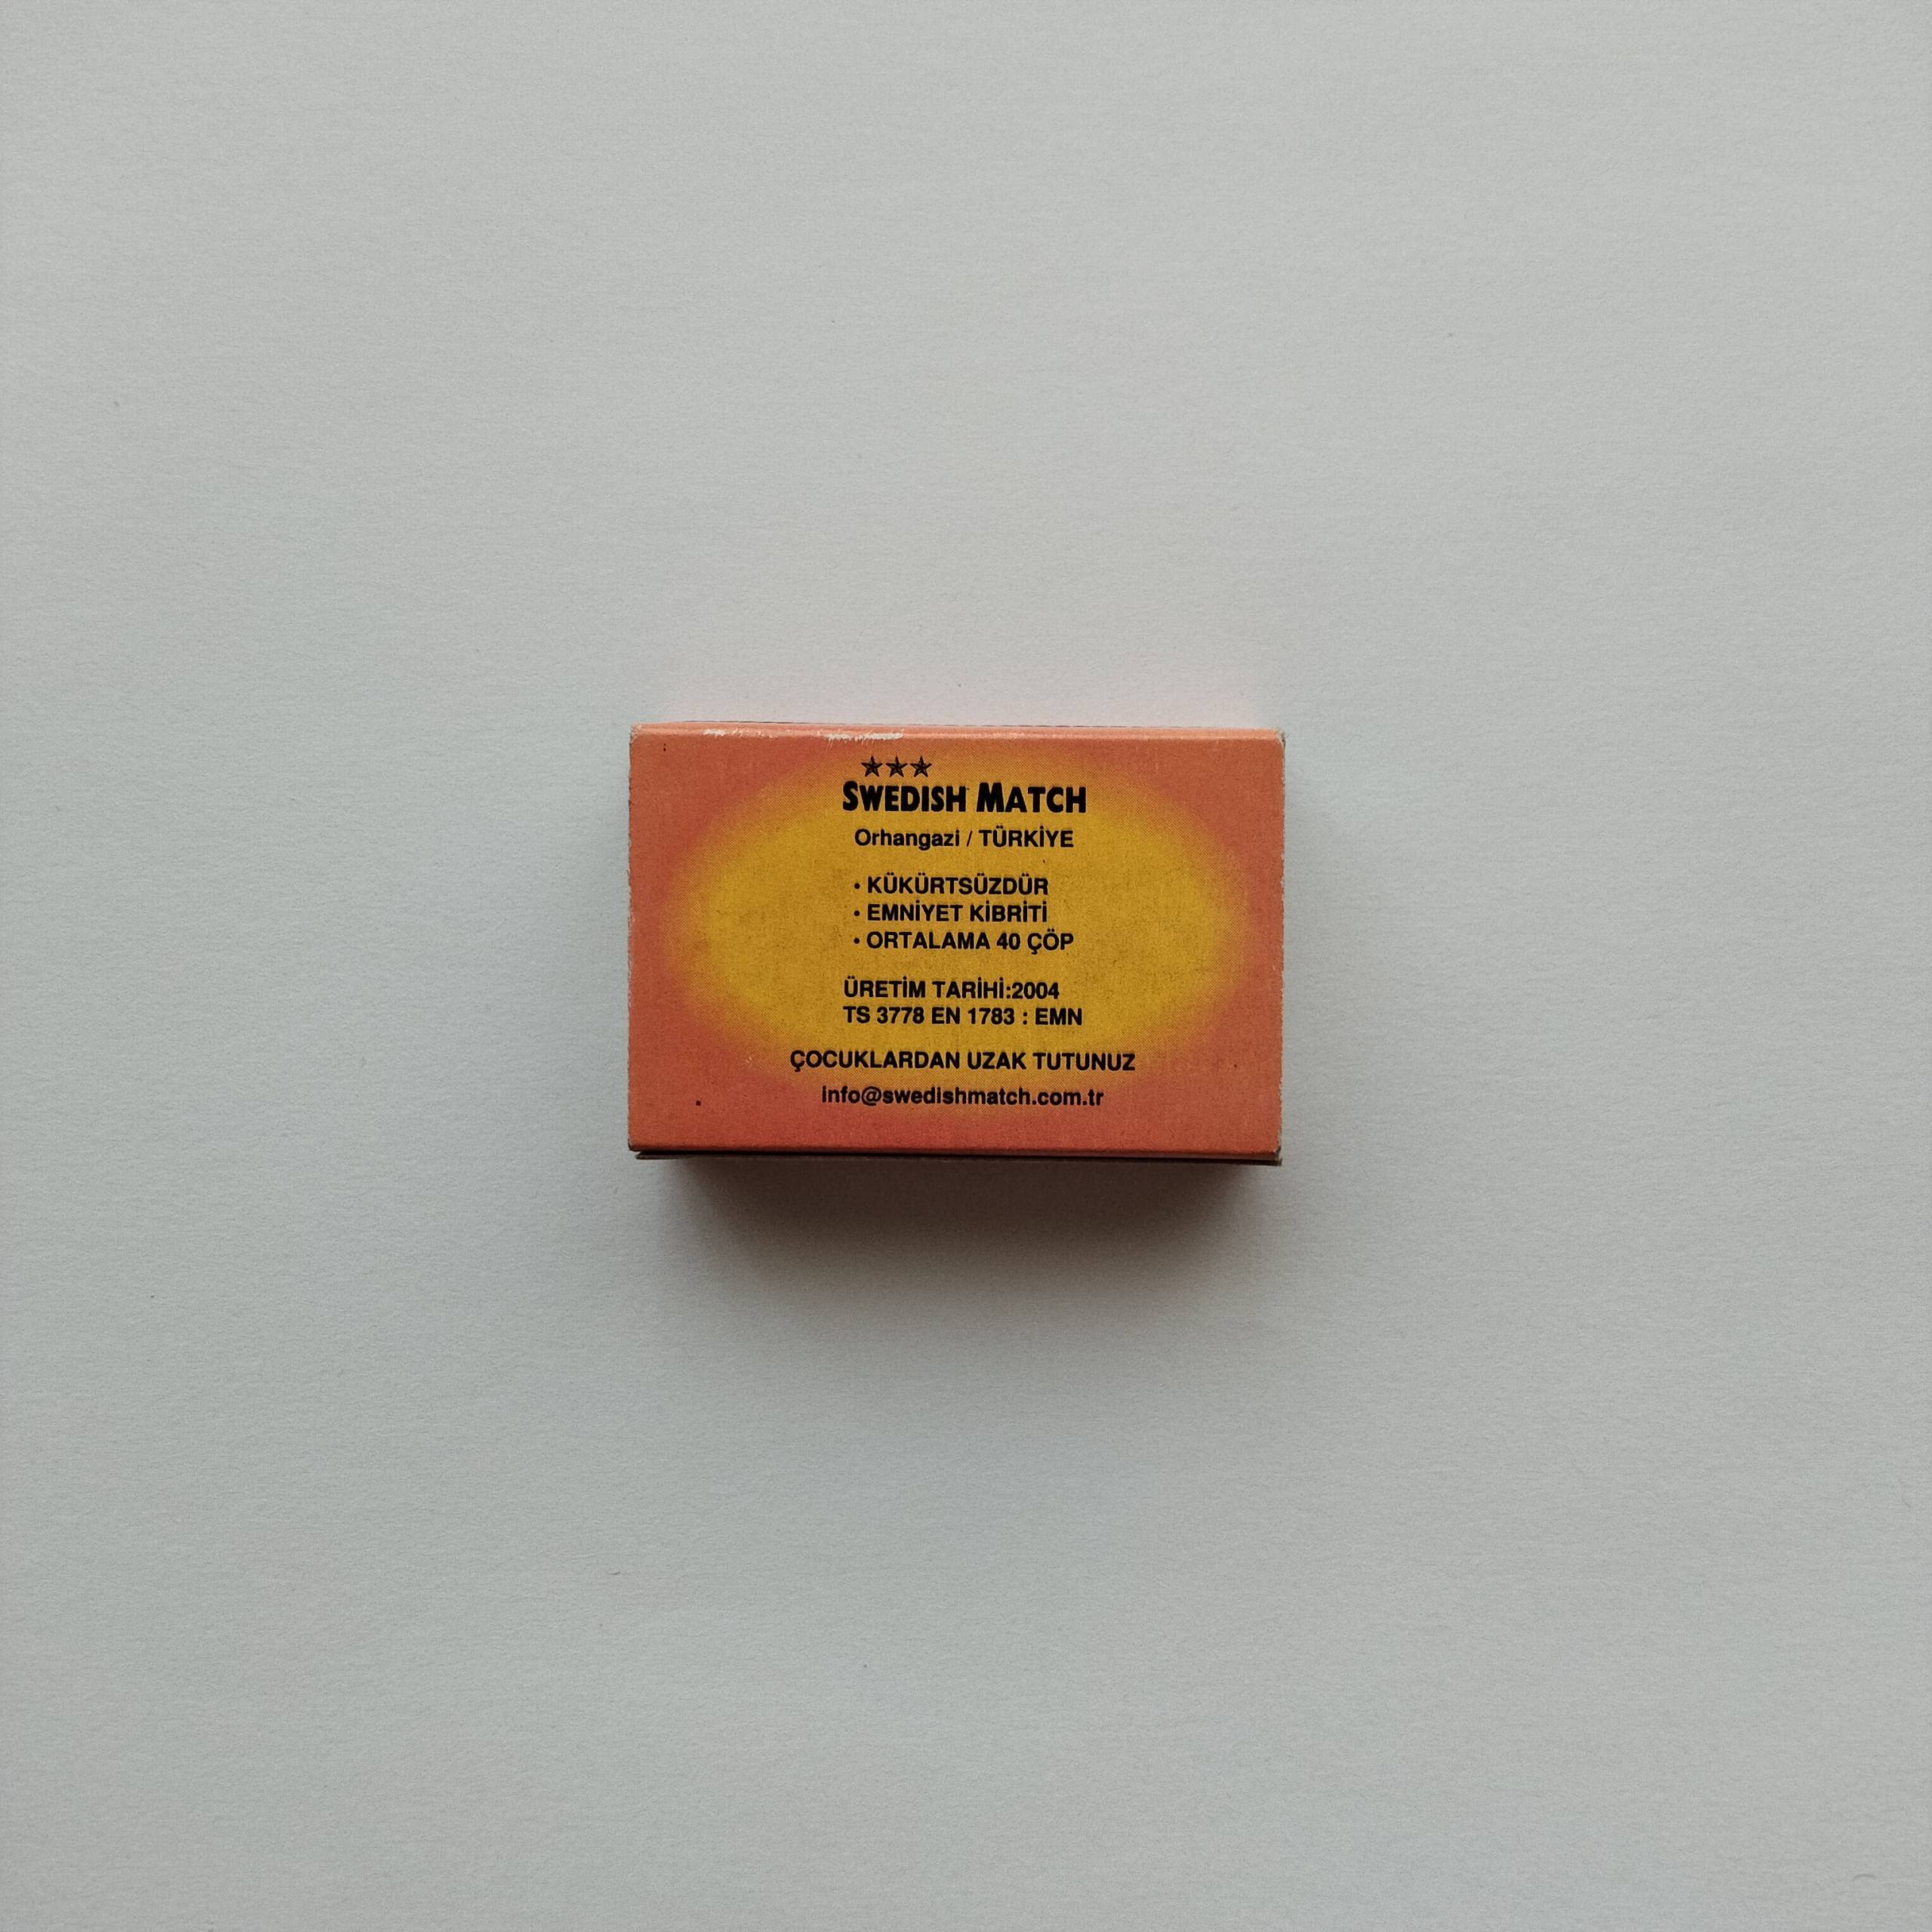 ★★★
SWEDISH MATCH
Orhangazi / TÜRKİYE
• KÜKÜRTSÜZDÜR
• EMNİYET KİBRİTİ
• ORTALAMA 40 ÇÖP
ÜRETİM TARİHİ:2004
TS 3778 EN 1783 : EMN
ÇOCUKLARDAN UZAK TUTUNUZ
info@swedishmatch.com.tr